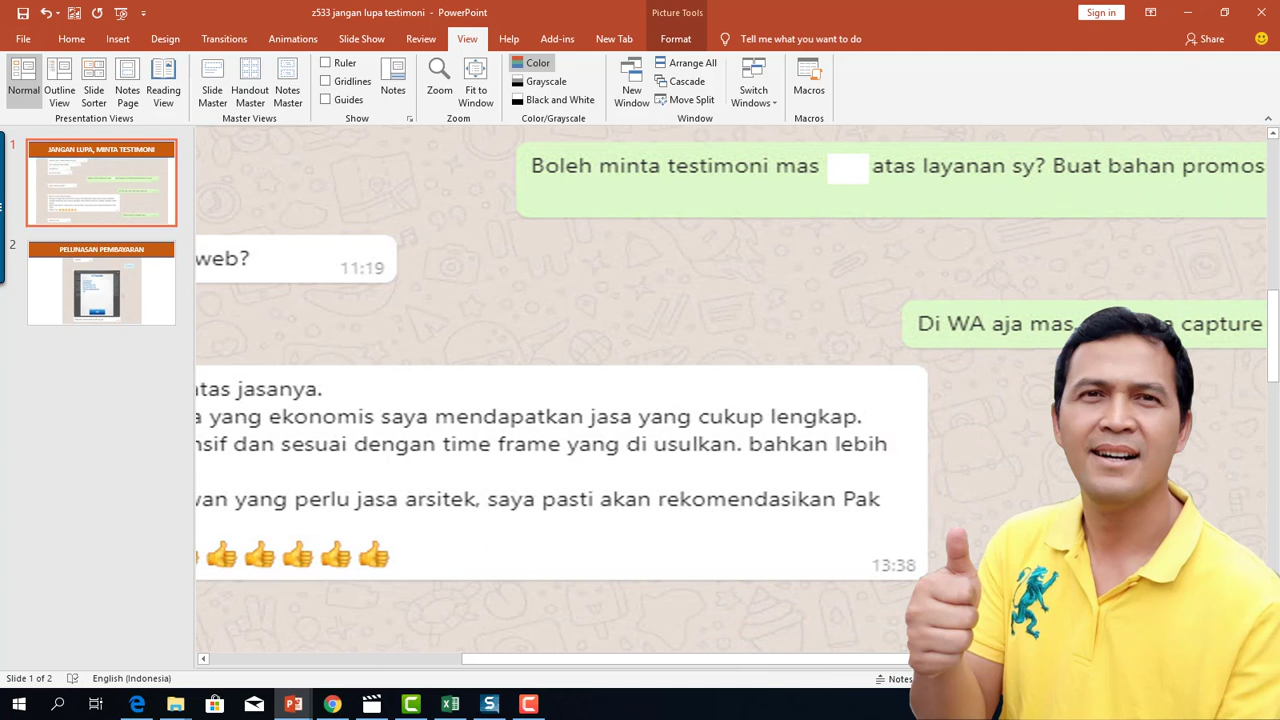 z533 jangan lupa testimoni - PowerPoint
Picture Tools
Sign in
File Home Insert Design Transitions Animations Slide Show Review View Help Add-ins New Tab Format Tell me what you want to do Share
Normal
Outline View
Slide Sorter
Notes Page
Reading View
Presentation Views
Slide Master
Handout Master
Notes Master
Master Views
Ruler
Gridlines
Guides
Notes
Show
Zoom
Fit to Window
Zoom
Color
Grayscale
Black and White
Color/Grayscale
New Window
Arrange All
Cascade
Move Split
Switch Windows
Window
Macros
Macros
1
JANGAN LUPA, MINTA TESTIMONI
2
PELUNASAN PEMBAYARAN
Boleh minta testimoni mas atas layanan sy? Buat bahan promos
web?
11:19
Di WA aja mas. capture
atas jasanya.
yang ekonomis saya mendapatkan jasa yang cukup lengkap.
nsif dan sesuai dengan time frame yang di usulkan. bahkan lebih
wan yang perlu jasa arsitek, saya pasti akan rekomendasikan Pak
13:38
Slide 1 of 2 English (Indonesia) Notes